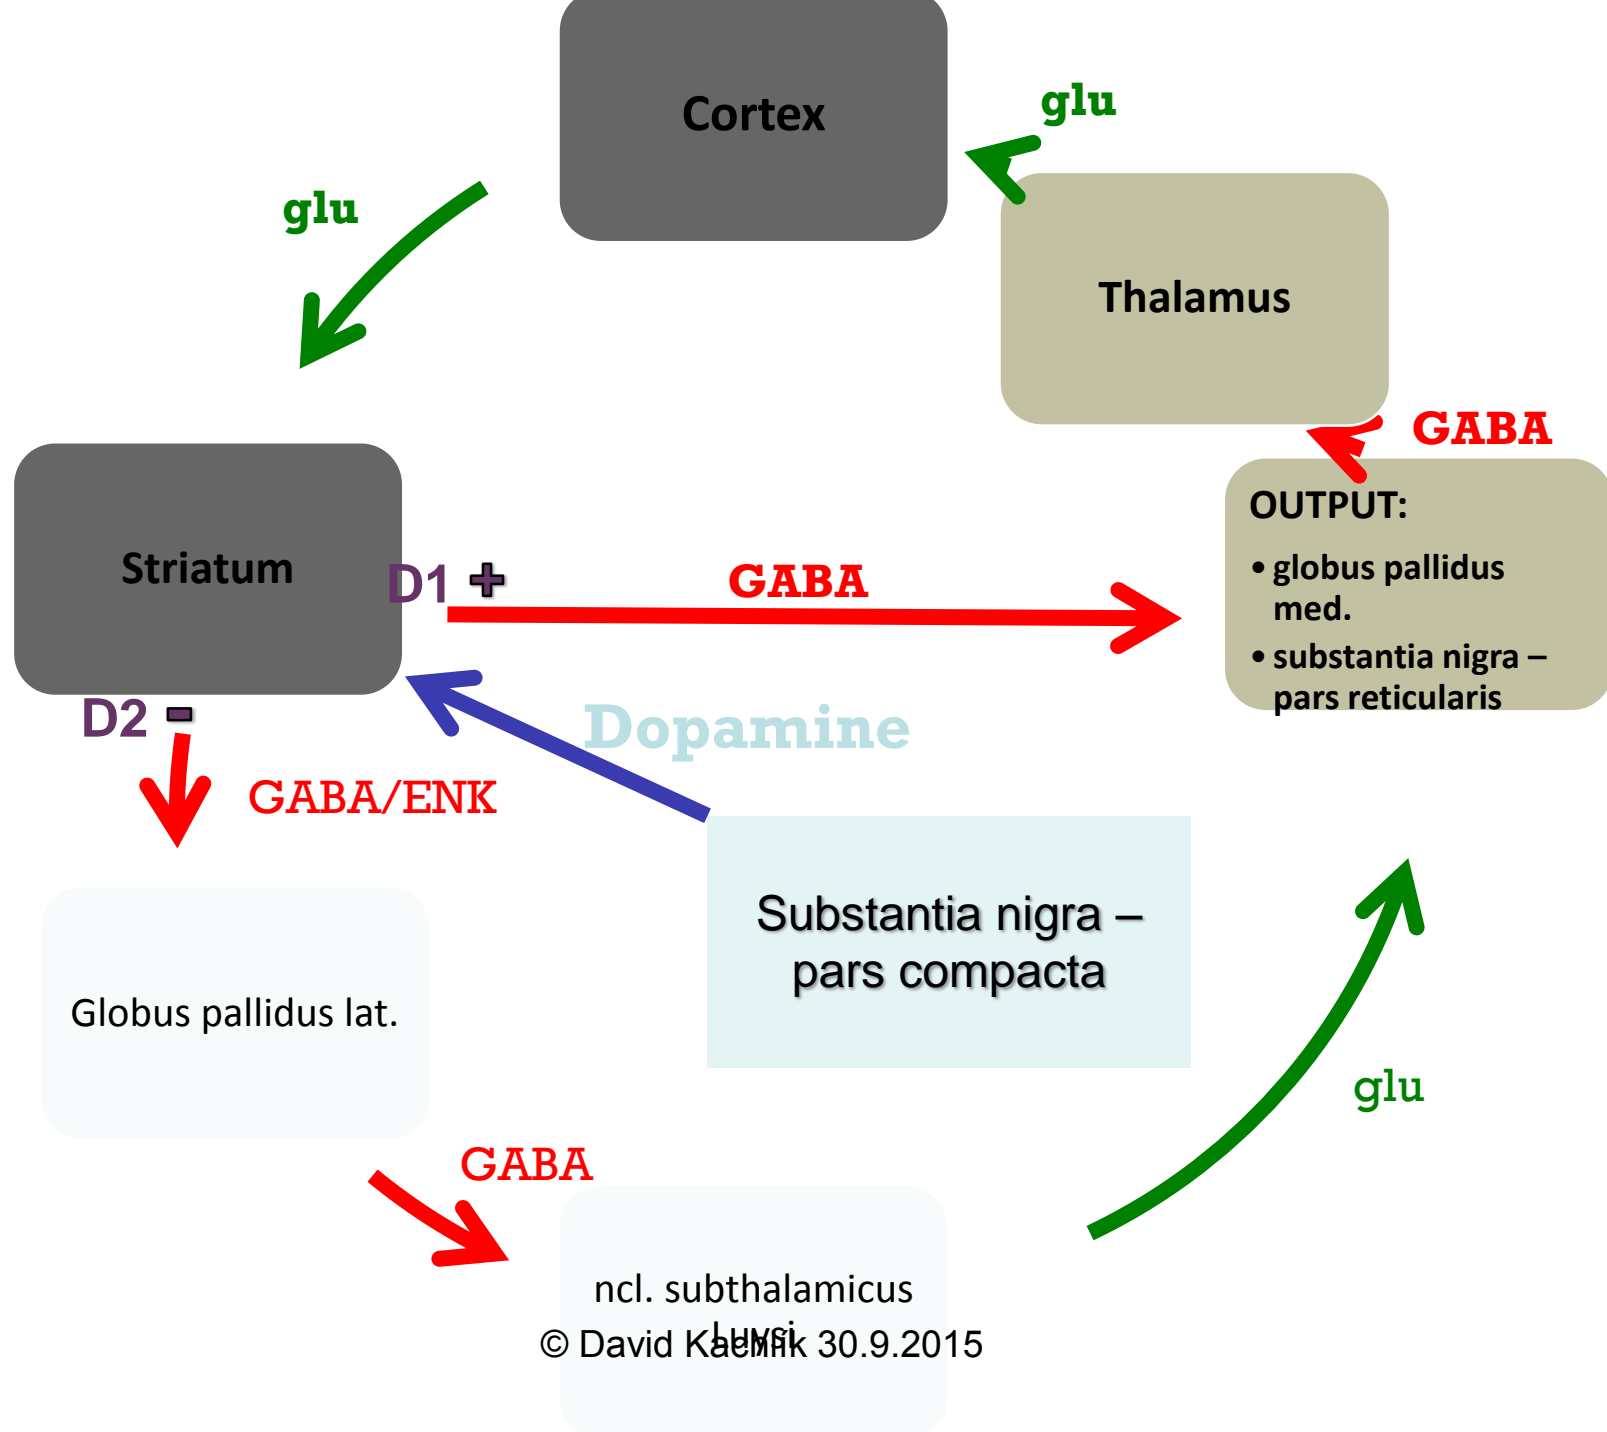 Cortex
glu
glu
Thalamus
GABA
OUTPUT:
• globus pallidus
med.
• substantia nigra –
pars reticularis
Striatum
D1 +
GABA
D2 -
GABA/ENK
Dopamine
Substantia nigra –
pars compacta
Globus pallidus lat.
glu
GABA
ncl. subthalamicus
Luysi
© David Kachlík 30.9.2015